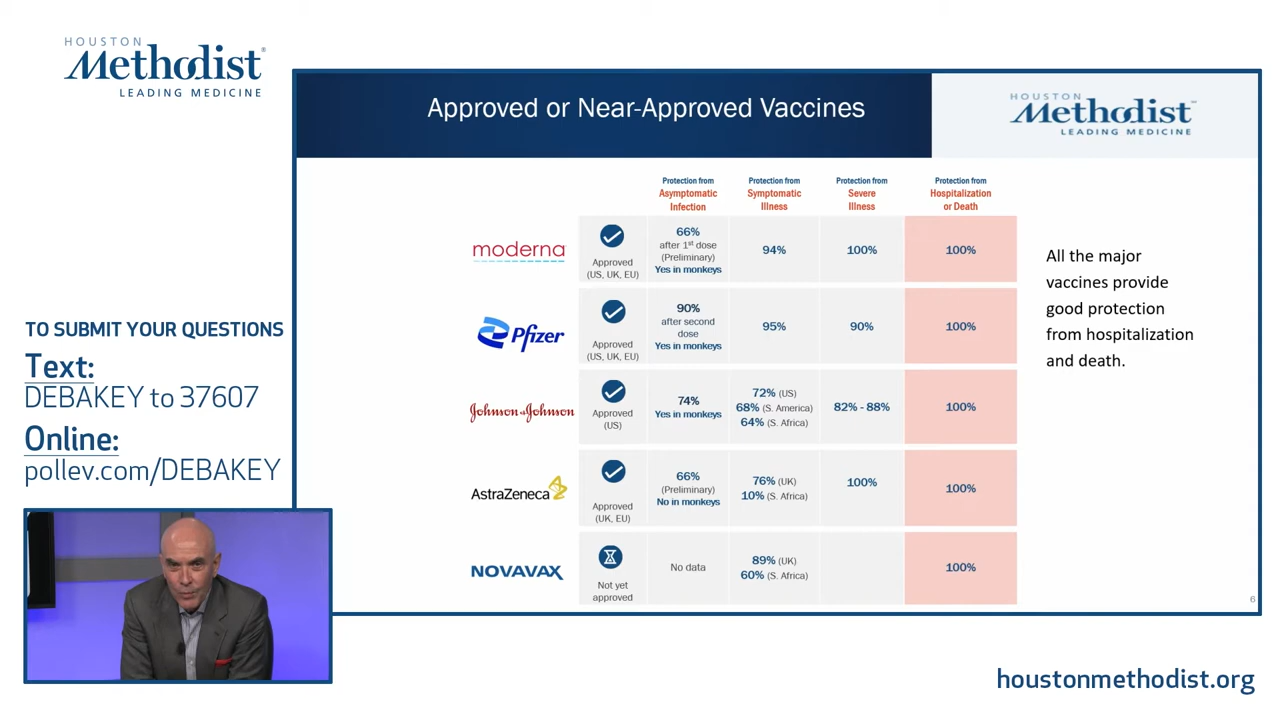 HOUSTON
Methodist®
LEADING MEDICINE
Approved or Near-Approved Vaccines
HOUSTON
Methodist™
LEADING MEDICINE
Protection from
Asymptomatic
Infection
Protection from
Symptomatic
Illness
Protection from
Severe
Illness
Protection from
Hospitalization
or Death
moderna
Approved
(US, UK, EU)
66%
after 1st dose
(Preliminary)
Yes in monkeys
94%
100%
100%
Pfizer
Approved
(US, UK, EU)
90%
after second
dose
Yes in monkeys
95%
90%
100%
Johnson & Johnson
Approved
(US)
74%
Yes in monkeys
72% (US)
68% (S. America)
64% (S. Africa)
82% - 88%
100%
AstraZeneca
Approved
(UK, EU)
66%
(Preliminary)
No in monkeys
76% (UK)
10% (S. Africa)
100%
100%
NOVAVAX
Not yet
approved
No data
89% (UK)
60% (S. Africa)
100%
All the major
vaccines provide
good protection
from hospitalization
and death.
6
TO SUBMIT YOUR QUESTIONS
Text:
DEBAKEY to 37607
Online:
pollev.com/DEBAKEY
houstonmethodist.org